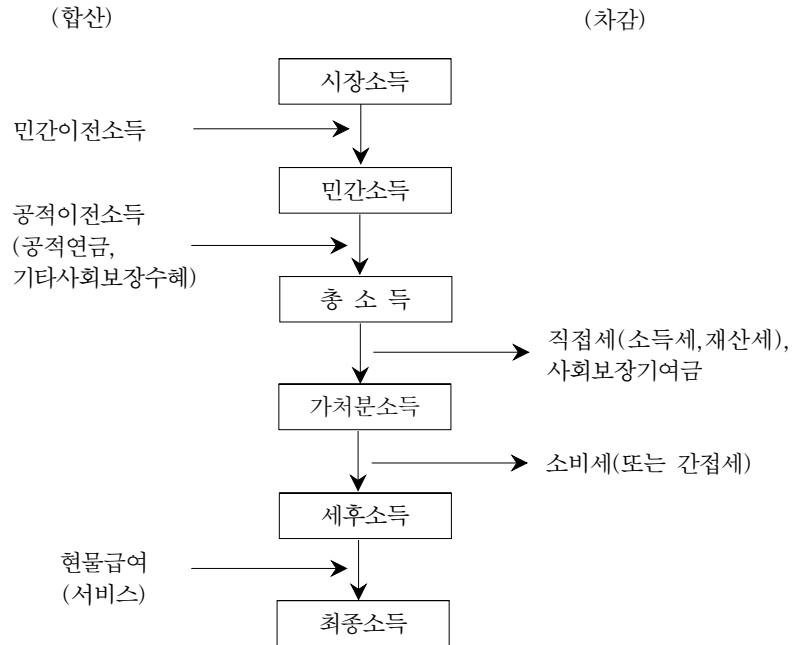 (합산)
(차감)
시장소득
민간이전소득
민간소득
공적이전소득
(공적연금,
기타사회보장수혜)
총 소 득
직접세(소득세,재산세),
사회보장기여금
가처분소득
소비세(또는 간접세)
세후소득
현물급여
(서비스)
최종소득